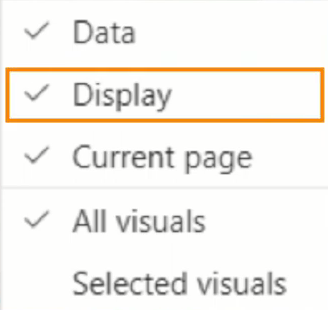 Data
Display
Current page
All visuals
Selected visuals